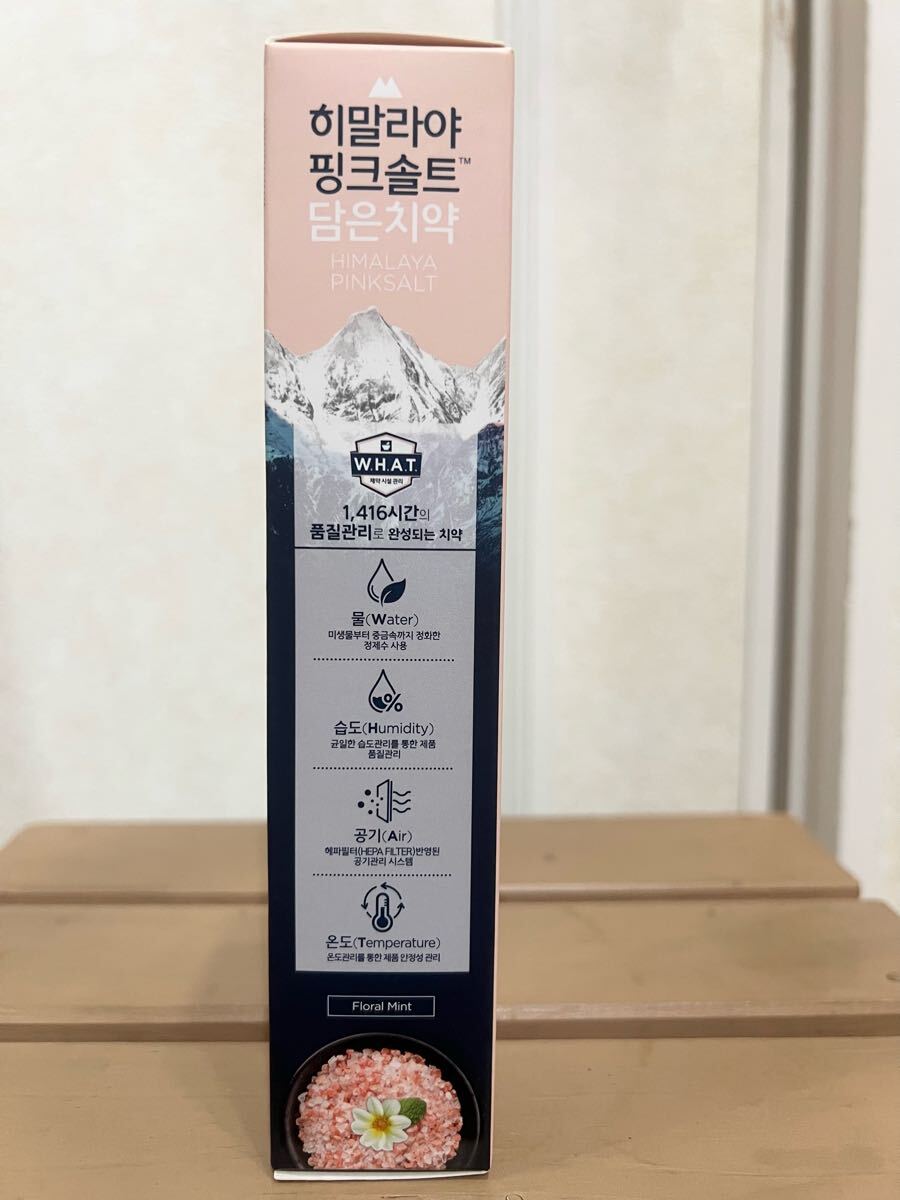 히말라야
핑크솔트™
담은치약
HIMALAYA
PINKSALT
W.H.A.T.
제약 시설 관리
1,416시간의
품질관리로 완성되는 치약
물(Water)
미생물부터 중금속까지 정화한
정제수 사용
습도(Humidity)
균일한 습도관리를 통한 제품
품질관리
공기(Air)
헤파필터(HEPA FILTER)반영된
공기관리 시스템
온도(Temperature)
온도관리를 통한 제품 안정성 관리
Floral Mint